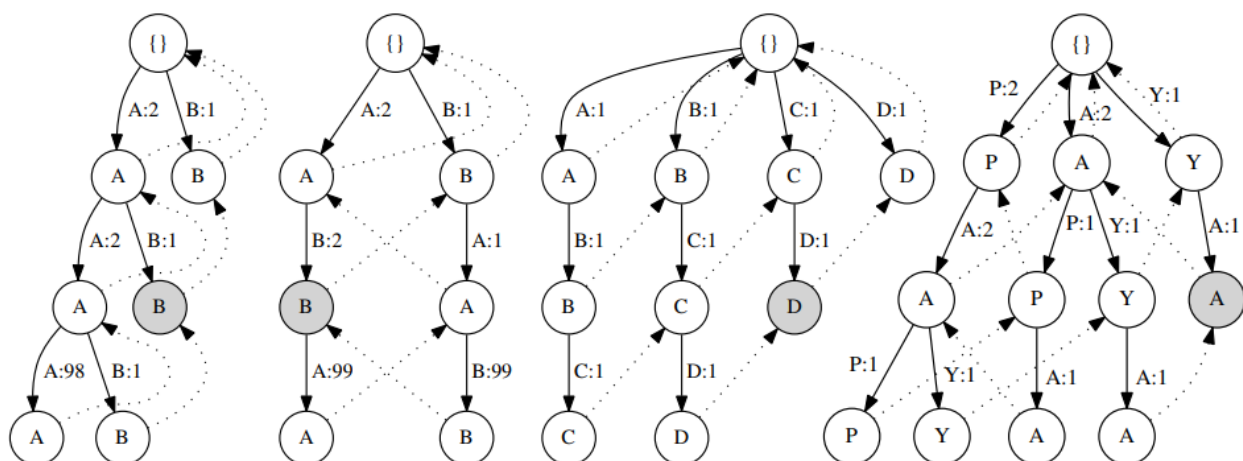 {} {} {} {}
A:2 B:1 A:2 B:1 A:1 B:1 C:1 D:1 P:2 A:2 Y:1
A B A B A B C D P A Y
A:2 B:1 B:2 A:1 B:1 C:1 D:1 A:2 P:1 Y:1 A:1
A B B A B C D A P Y A
A:98 B:1 A:99 B:99 C:1 D:1 P:1 Y:1 A:1 A:1
A B A B C D P Y A A